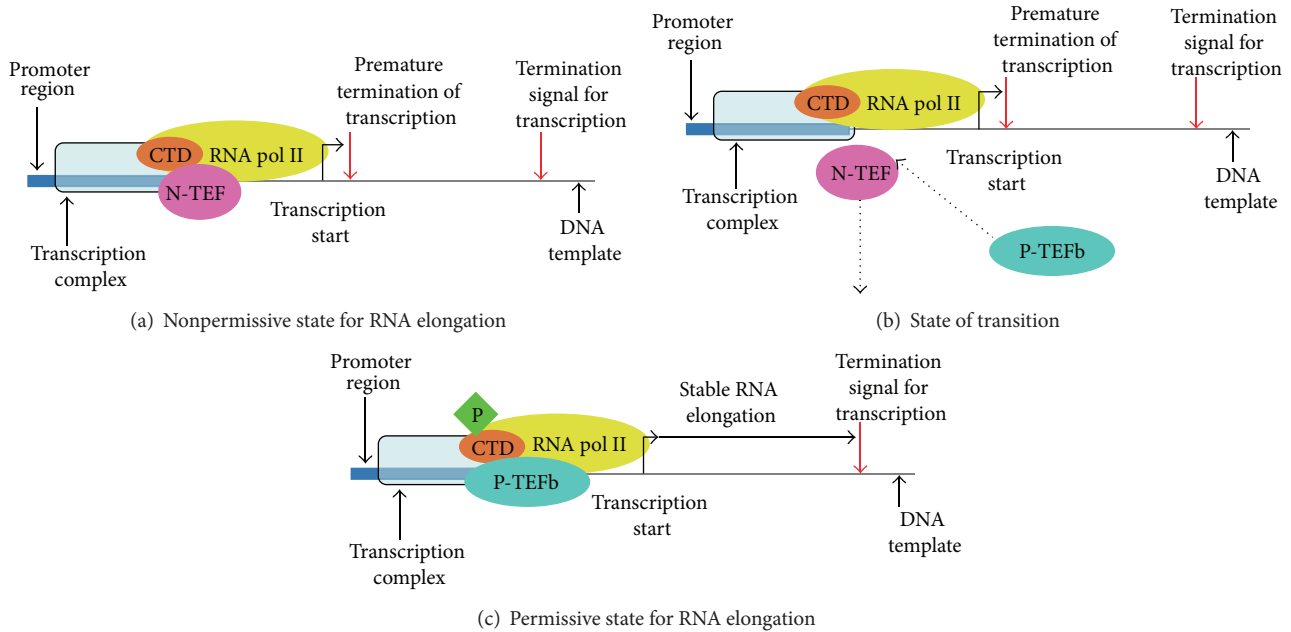 Promoter
region
Premature
termination of
transcription
Termination
signal for
transcription
CTD
RNA pol II
N-TEF
Transcription
start
Transcription
complex
DNA
template
(a) Nonpermissive state for RNA elongation
Promoter
region
Premature
termination of
transcription
Termination
signal for
transcription
CTD
RNA pol II
N-TEF
Transcription
start
Transcription
complex
DNA
template
P-TEFb
(b) State of transition
Promoter
region
Stable RNA
elongation
Termination
signal for
transcription
P
CTD
RNA pol II
P-TEFb
Transcription
start
Transcription
complex
DNA
template
(c) Permissive state for RNA elongation